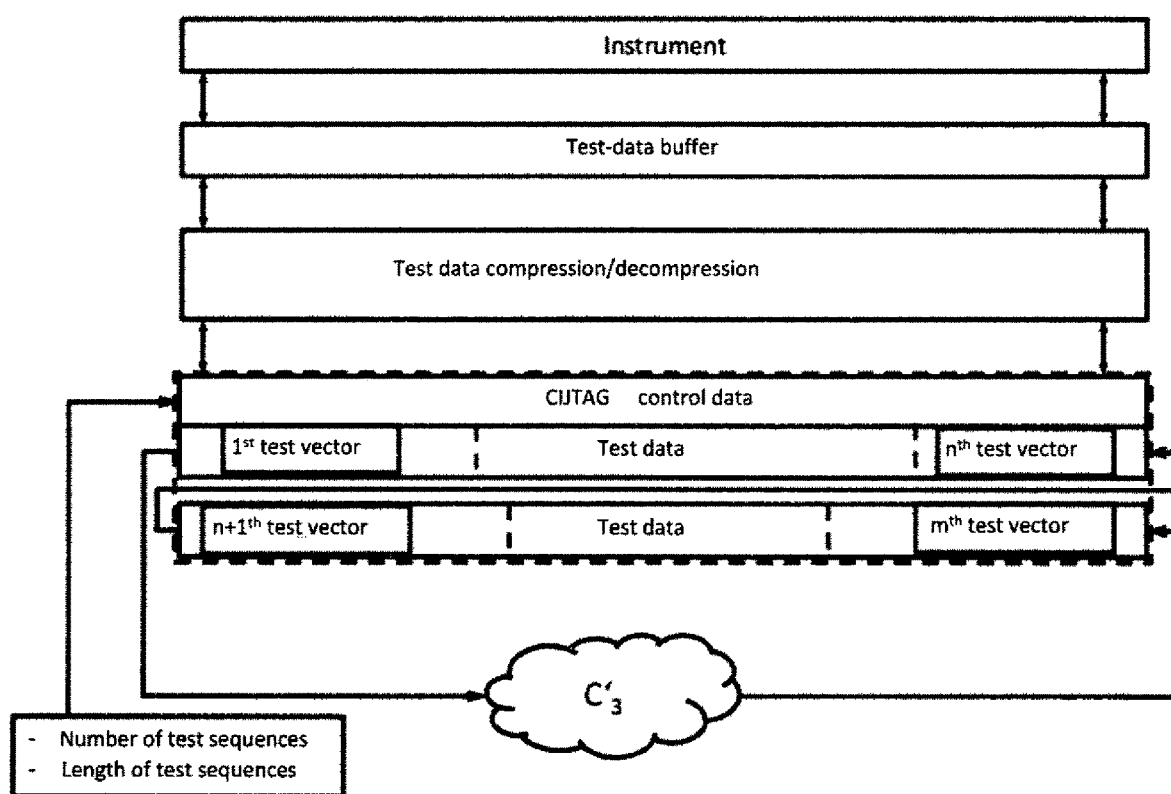 Instrument
Test-data buffer
Test data compression/decompression
CIJTAG control data
1st test vector
Test data
nth test vector
n+1th test vector
Test data
mth test vector
C'3
- Number of test sequences
- Length of test sequences